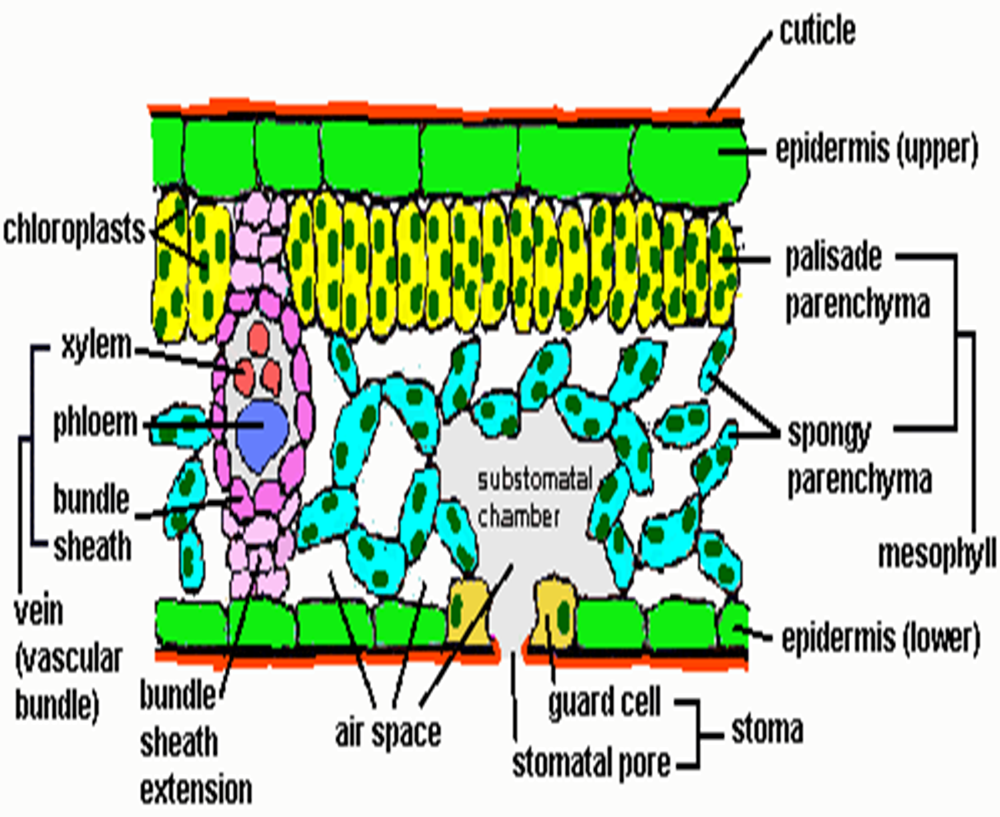 cuticle
epidermis (upper)
chloroplasts
palisade
parenchyma
xylem
phloem
spongy
parenchyma
substomatal
chamber
bundle
sheath
mesophyll
vein
(vascular
bundle)
epidermis (lower)
bundle
sheath
extension
air space
guard cell
stoma
stomatal pore